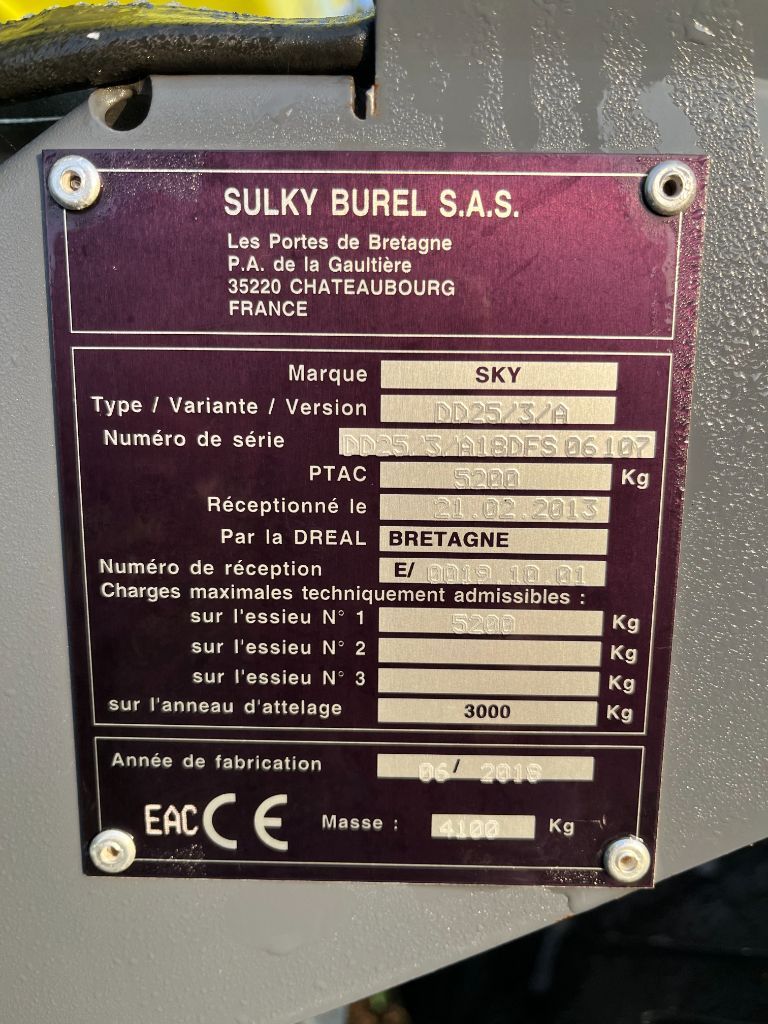 SULKY BUREL S.A.S.
Les Portes de Bretagne
P.A. de la Gaultière
35220 CHATEAUBOURG
FRANCE
Marque SKY
Type / Variante / Version DD25/3/A
Numéro de série DD25/3/A18DFS06107
PTAC 5200 Kg
Réceptionné le 21.02.2013
Par la DREAL BRETAGNE
Numéro de réception E/ 0019.10.01
Charges maximales techniquement admissibles :
sur l'essieu N° 1 5200 Kg
sur l'essieu N° 2 Kg
sur l'essieu N° 3 Kg
sur l'anneau d'attelage 3000 Kg
Année de fabrication 06/ 2018
EAC CE Masse : 4100 Kg